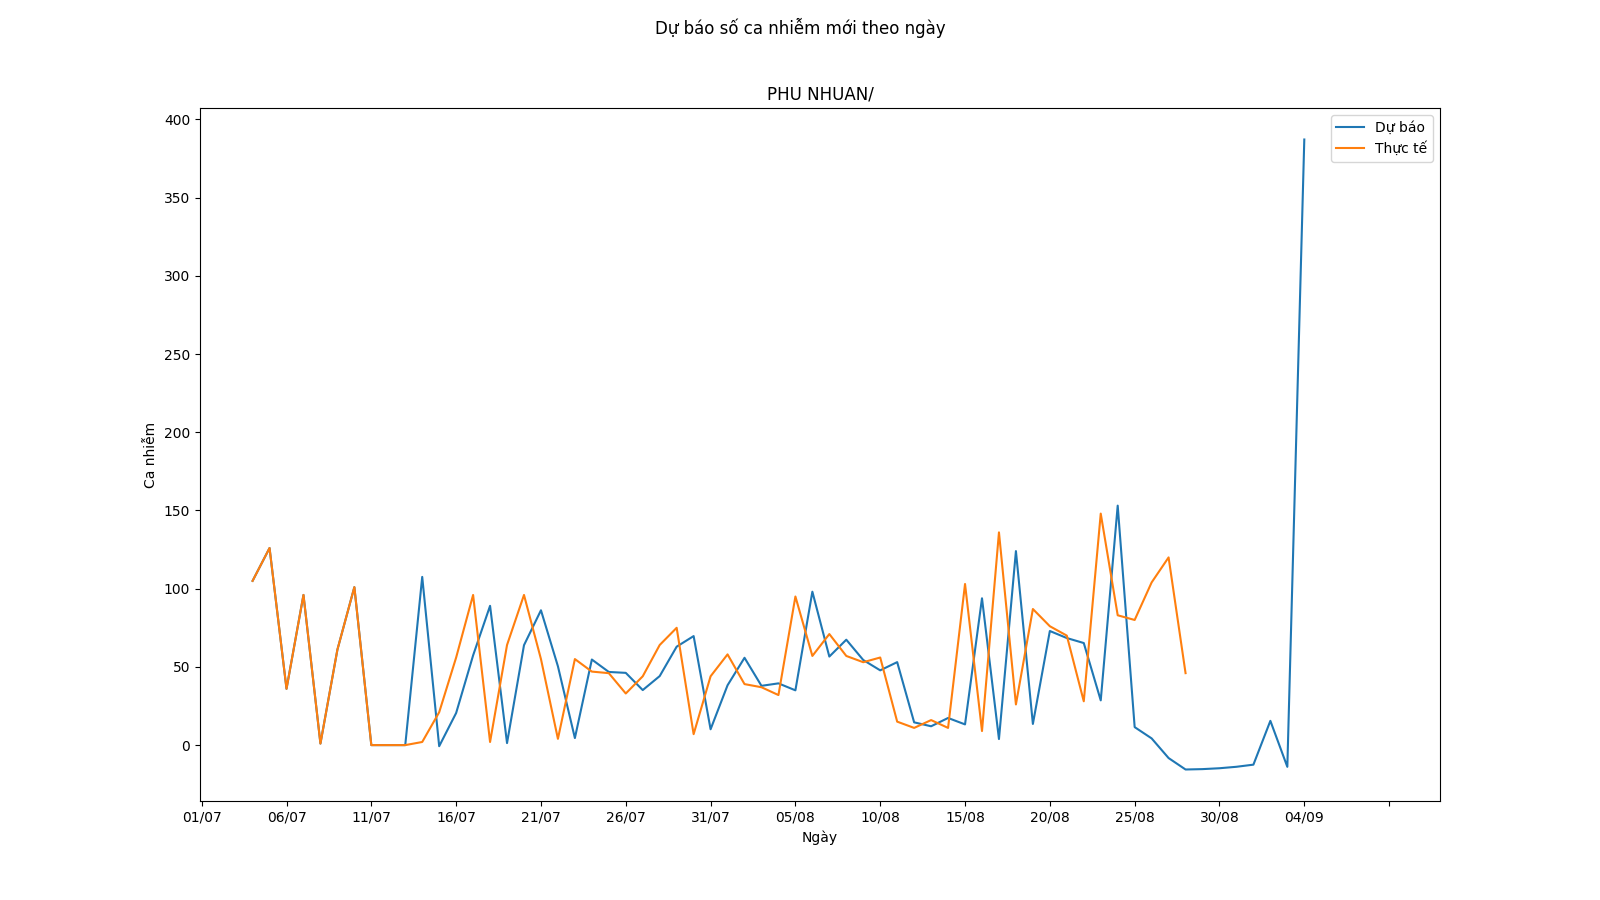 Dự báo số ca nhiễm mới theo ngày
PHU NHUAN/
Dự báo
Thực tế
Ca nhiễm
400
350
300
250
200
150
100
50
0
01/07 06/07 11/07 16/07 21/07 26/07 31/07 05/08 10/08 15/08 20/08 25/08 30/08 04/09
Ngày